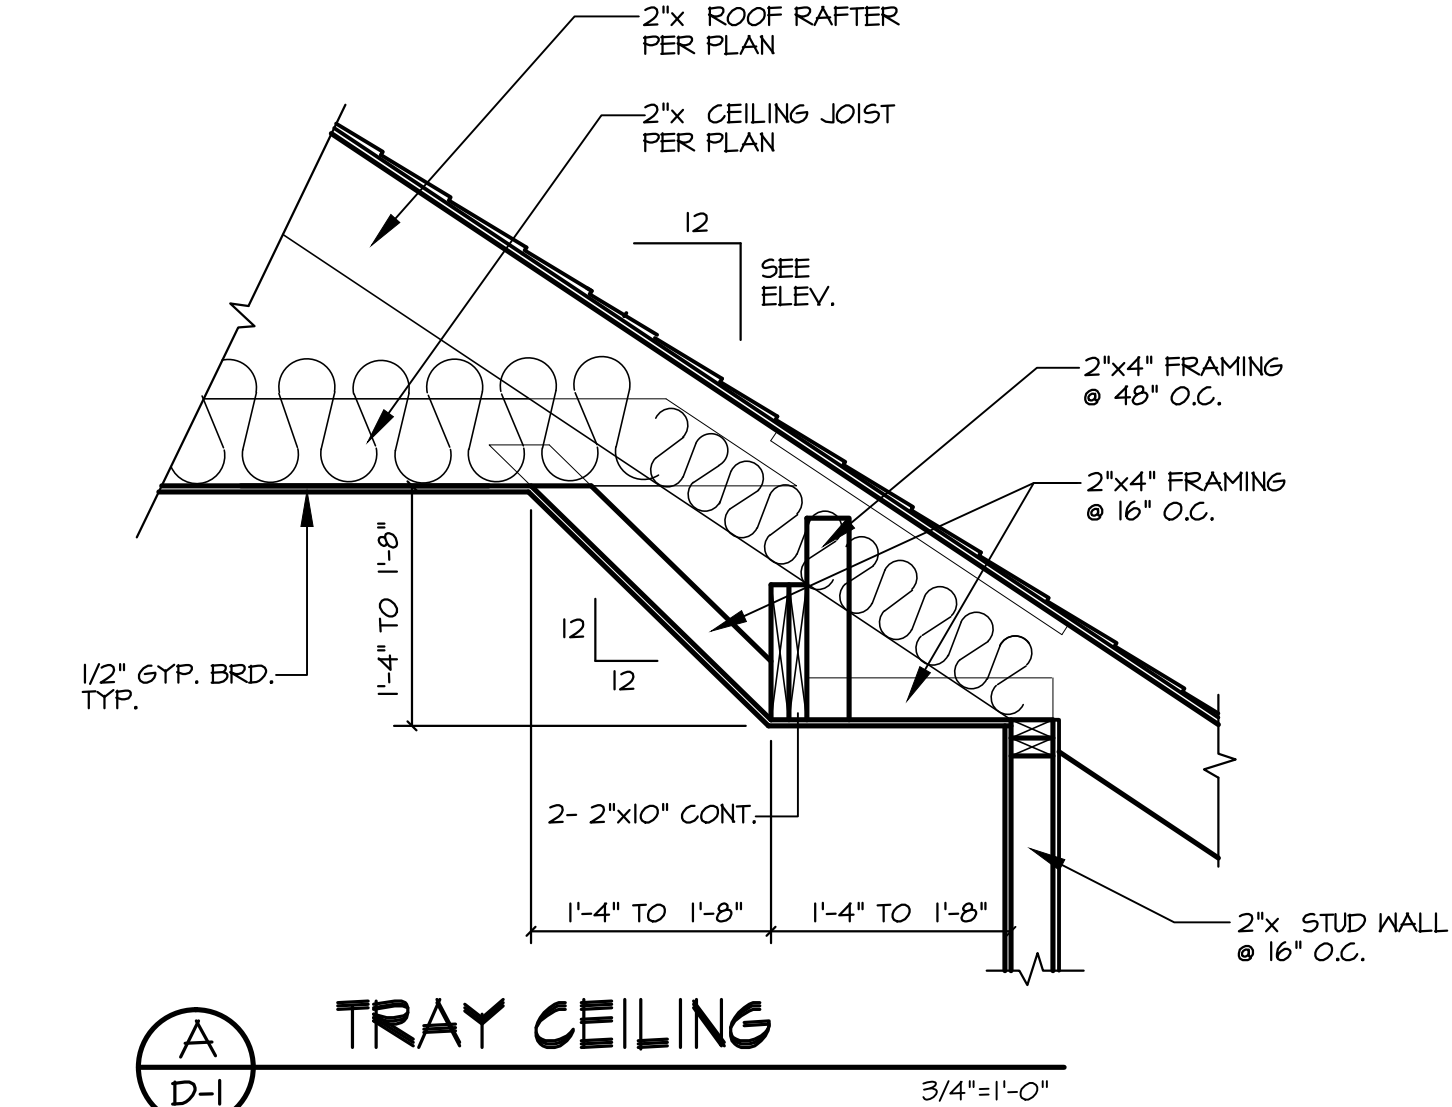 2"x ROOF RAFTER
PER PLAN
2"x CEILING JOIST
PER PLAN
12
SEE
ELEV.
2"x4" FRAMING
@ 48" O.C.
2"x4" FRAMING
@ 16" O.C.
1'-4" TO 1'-8"
12
12
1/2" GYP. BRD.
TYP.
2- 2"x10" CONT.
1'-4" TO 1'-8"
1'-4" TO 1'-8"
2"x STUD WALL
@ 16" O.C.
TRAY CEILING
A
D-1
3/4"=1'-0"